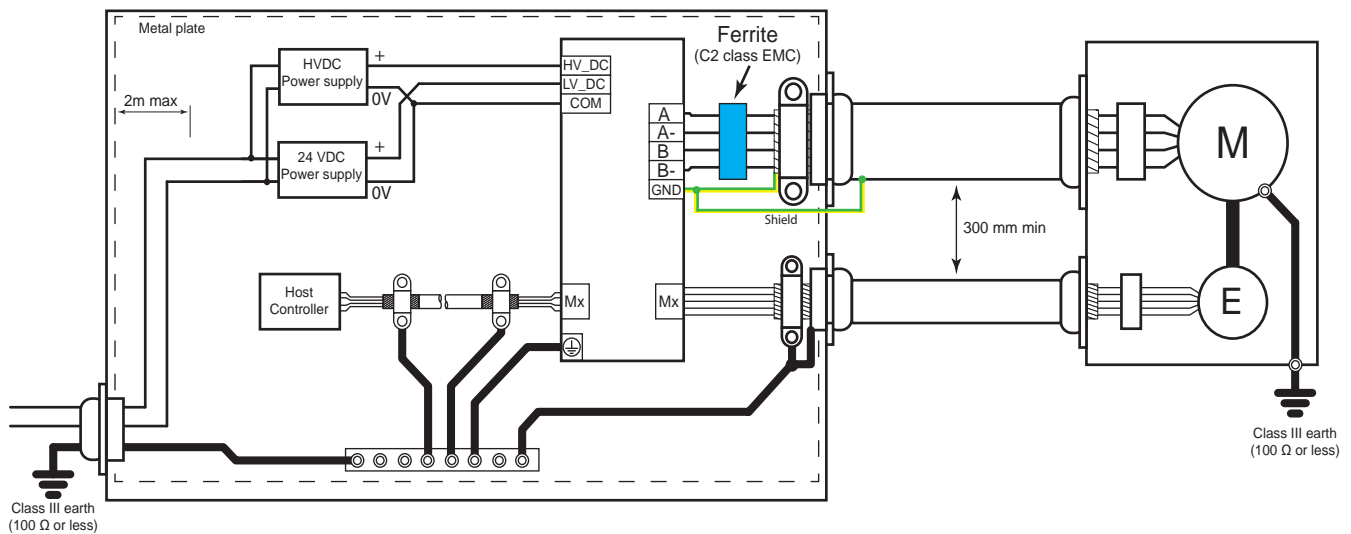 Metal plate
2m max
HVDC
Power supply
+
0V
24 VDC
Power supply
+
0V
HV_DC
LV_DC
COM
Ferrite
(C2 class EMC)
A
A-
B
B-
GND
Shield
300 mm min
M
E
Host
Controller
Mx
Mx
Class III earth
(100 Ω or less)
Class III earth
(100 Ω or less)